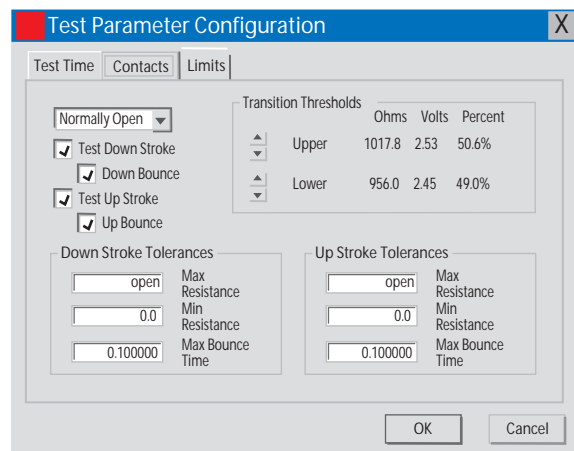 Test Parameter Configuration X
Test Time Contacts Limits
Normally Open
Test Down Stroke
Down Bounce
Test Up Stroke
Up Bounce
Transition Thresholds
Ohms Volts Percent
Upper 1017.8 2.53 50.6%
Lower 956.0 2.45 49.0%
Down Stroke Tolerances
open Max
Resistance
0.0 Min
Resistance
0.100000 Max Bounce
Time
Up Stroke Tolerances
open Max
Resistance
0.0 Min
Resistance
0.100000 Max Bounce
Time
OK Cancel